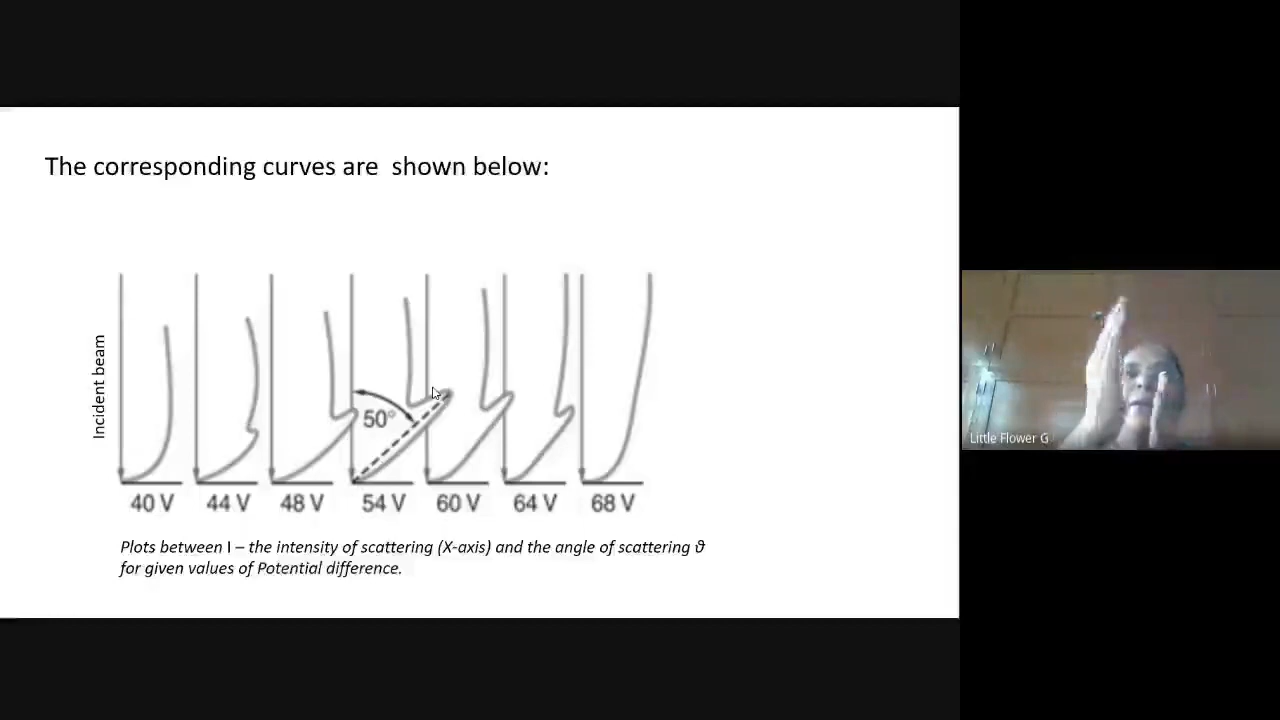 The corresponding curves are  shown below:
Incident beam
50°
40 V
44 V
48 V
54 V
60 V
64 V
68 V
Plots between I – the intensity of scattering (X-axis) and the angle of scattering ϑ
for given values of Potential difference.
Little Flower G